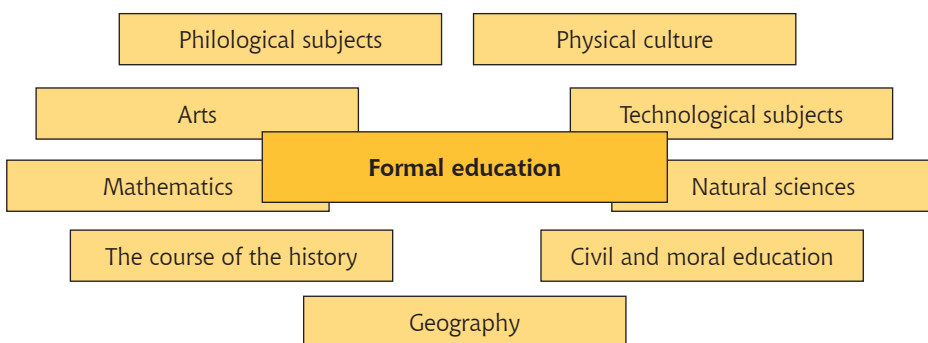 Philological subjects
Physical culture
Arts
Technological subjects
Formal education
Mathematics
Natural sciences
The course of the history
Civil and moral education
Geography